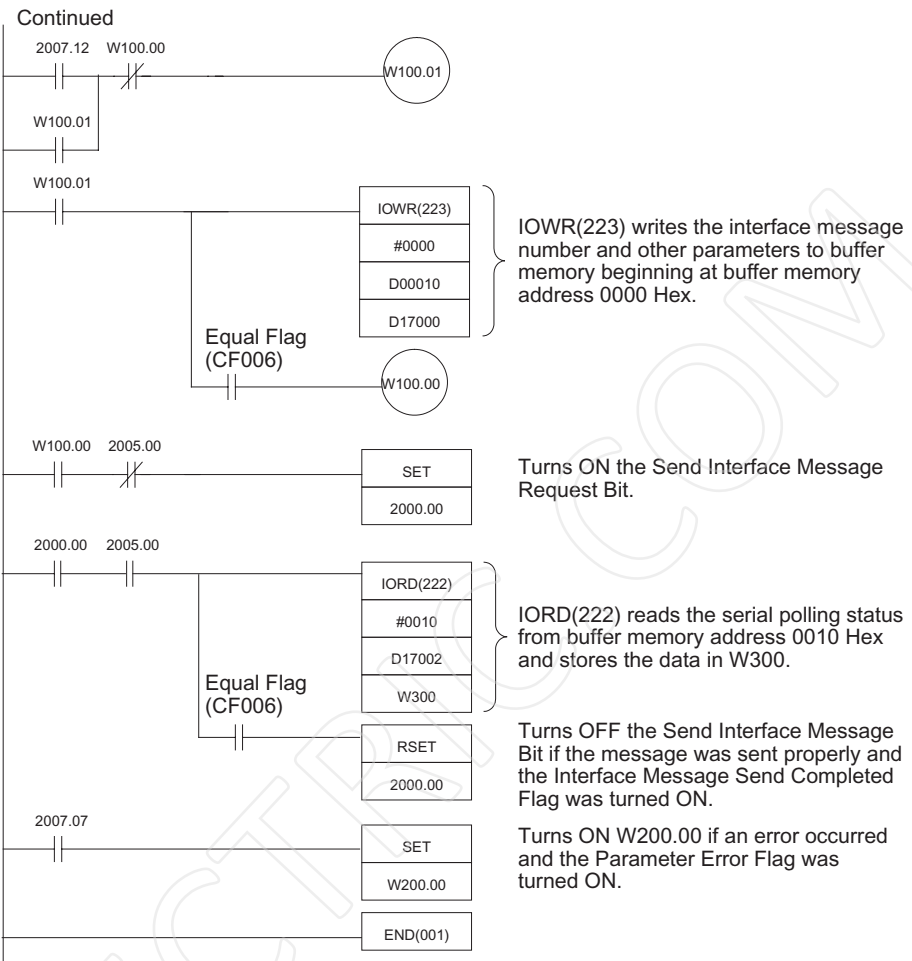 Continued
2007.12 W100.00
W100.01
W100.01
W100.01
IOWR(223)
#0000
D00010
D17000
IOWR(223) writes the interface message
number and other parameters to buffer
memory beginning at buffer memory
address 0000 Hex.
Equal Flag
(CF006)
W100.00
W100.00 2005.00
SET
2000.00
Turns ON the Send Interface Message
Request Bit.
2000.00 2005.00
IORD(222)
#0010
D17002
W300
IORD(222) reads the serial polling status
from buffer memory address 0010 Hex
and stores the data in W300.
Equal Flag
(CF006)
RSET
2000.00
Turns OFF the Send Interface Message
Bit if the message was sent properly and
the Interface Message Send Completed
Flag was turned ON.
2007.07
SET
W200.00
Turns ON W200.00 if an error occurred
and the Parameter Error Flag was
turned ON.
END(001)
CTRIC COM